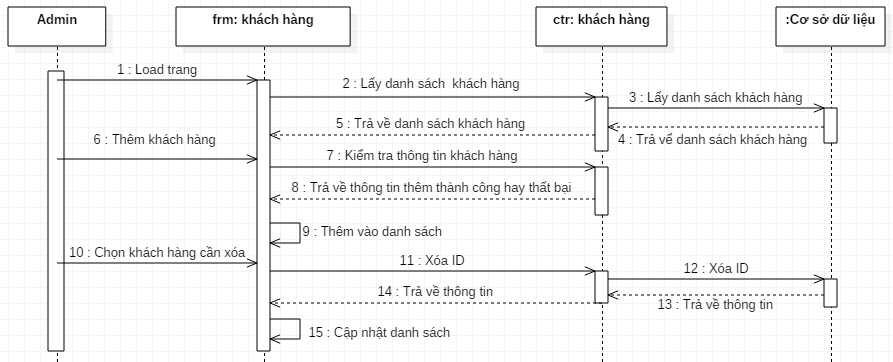 Admin
frm: khách hàng
ctr: khách hàng
:Cơ sở dữ liệu
1 : Load trang
2 : Lấy danh sách khách hàng
3 : Lấy danh sách khách hàng
4 : Trả vể danh sách khách hàng
5 : Trả về danh sách khách hàng
6 : Thêm khách hàng
7 : Kiểm tra thông tin khách hàng
8 : Trả về thông tin thêm thành công hay thất bại
9 : Thêm vào danh sách
10 : Chọn khách hàng cần xóa
11 : Xóa ID
12 : Xóa ID
13 : Trả về thông tin
14 : Trả về thông tin
15 : Cập nhật danh sách